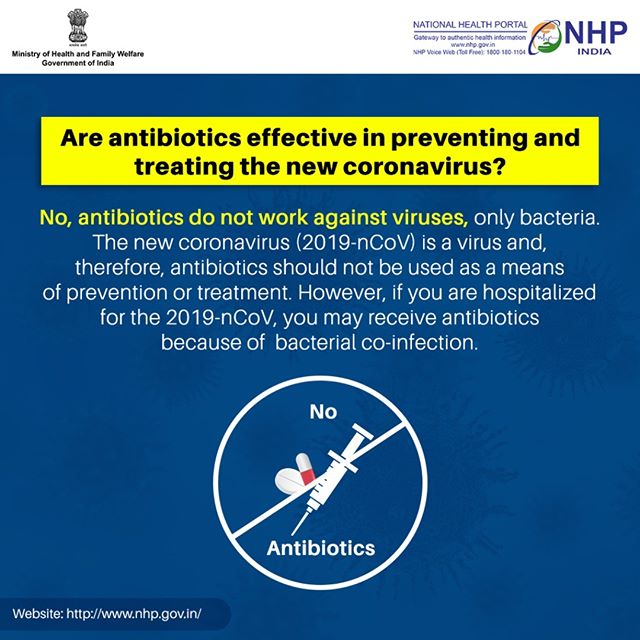 Ministry of Health and Family Welfare
Government of India
NATIONAL HEALTH PORTAL
Gateway to authentic health information
www.nhp.gov.in
NHP Voice Web (Toll Free): 1800-180-1104
NHP
INDIA
Are antibiotics effective in preventing and
treating the new coronavirus?
No, antibiotics do not work against viruses, only bacteria.
The new coronavirus (2019-nCoV) is a virus and,
therefore, antibiotics should not be used as a means
of prevention or treatment. However, if you are hospitalized
for the 2019-nCoV, you may receive antibiotics
because of bacterial co-infection.
No
Antibiotics
Website: http://www.nhp.gov.in/